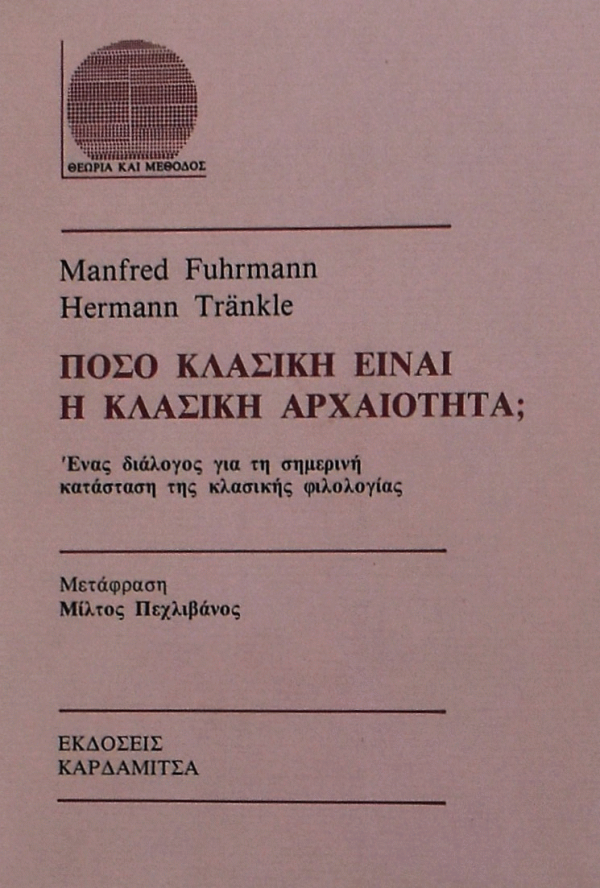 ΘΕΩΡΙΑ ΚΑΙ ΜΕΘΟΔΟΣ
Manfred Fuhrmann
Hermann Tränkle
ΠΟΣΟ ΚΛΑΣΙΚΗ ΕΙΝΑΙ
Η ΚΛΑΣΙΚΗ ΑΡΧΑΙΟΤΗΤΑ;
Ένας διάλογος για τη σημερινή
κατάσταση της κλασικής φιλολογίας
Μετάφραση
Μίλτος Πεχλιβάνος
ΕΚΔΟΣΕΙΣ
ΚΑΡΔΑΜΙΤΣΑ